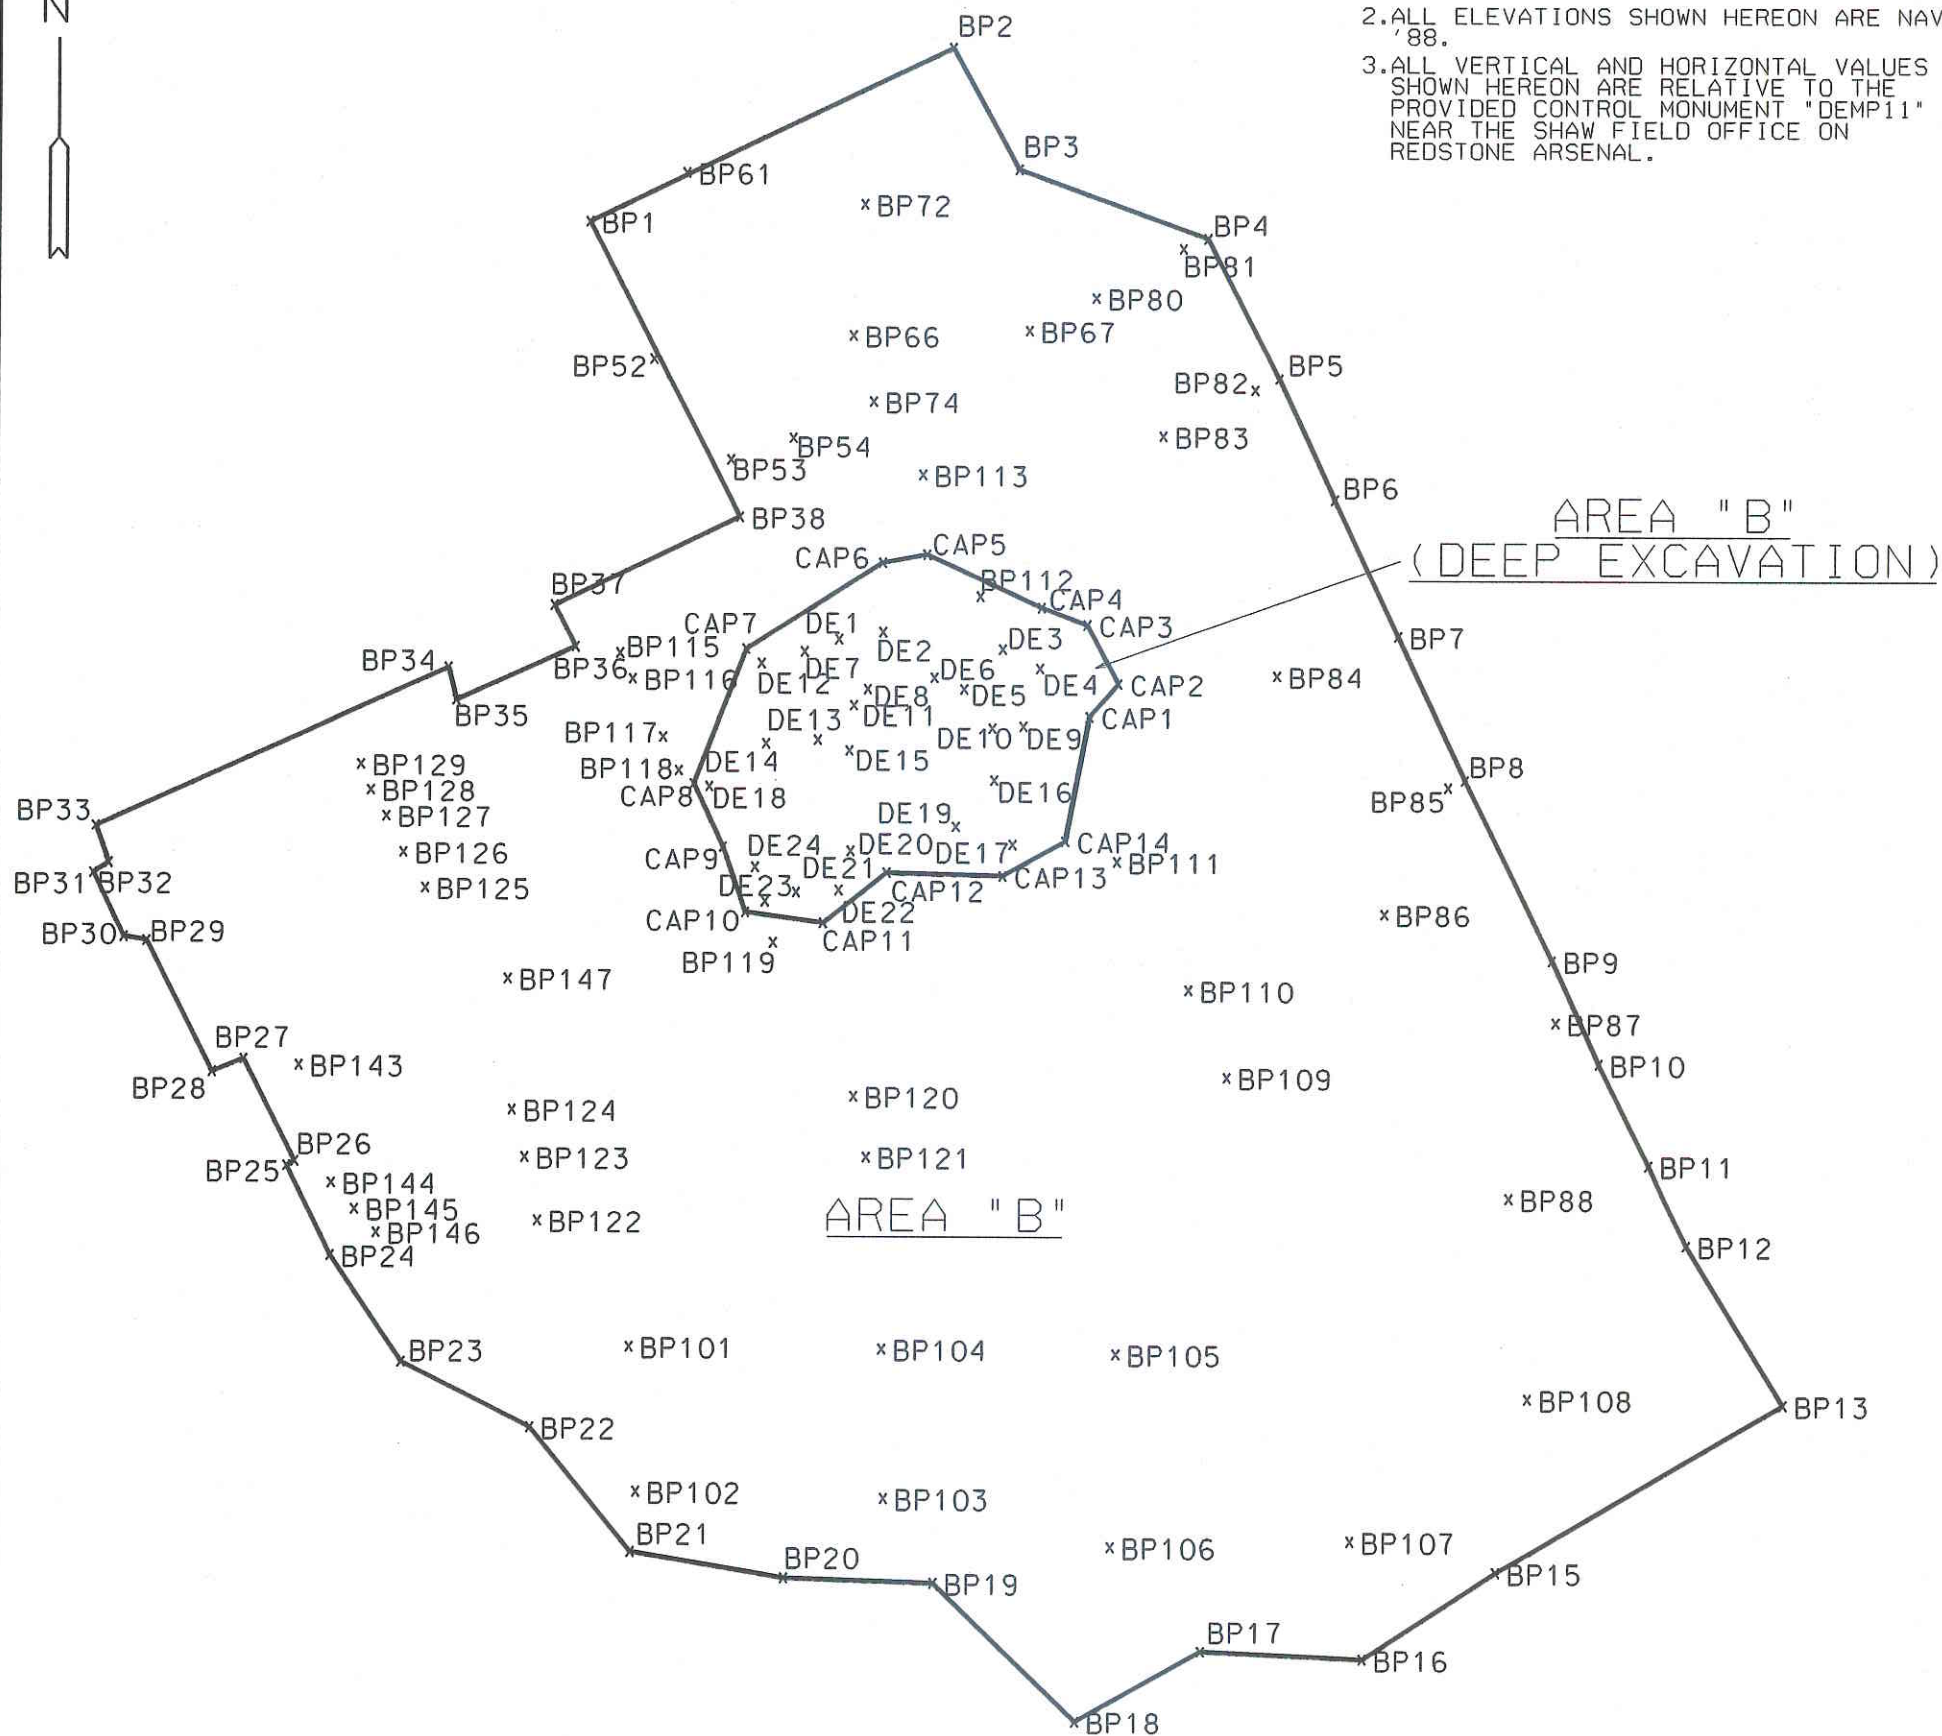 N
2.ALL ELEVATIONS SHOWN HEREON ARE NAV
'88.
3.ALL VERTICAL AND HORIZONTAL VALUES
SHOWN HEREON ARE RELATIVE TO THE
PROVIDED CONTROL MONUMENT "DEMP11"
NEAR THE SHAW FIELD OFFICE ON
REDSTONE ARSENAL.
BP2
BP3
BP61
BP72
BP1
BP4
BP81
BP80
BP66
BP67
BP52
BP5
BP82
BP74
BP83
BP54
BP53
BP113
BP6
BP38
AREA "B"
(DEEP EXCAVATION)
CAP5
CAP6
BP112
BP37
CAP4
CAP7
DE1
CAP3
DE3
BP7
BP115
DE2
BP34
BP36
DE7
DE6
BP116
DE12
DE4
CAP2
BP84
DE8
DE5
BP35
DE11
DE13
CAP1
BP117
DE10
DE9
BP129
BP118
DE14
DE15
BP8
BP128
CAP8
DE18
DE16
BP85
BP33
BP127
DE19
BP126
CAP9
DE24
DE20
DE17
CAP14
BP111
BP31
BP32
BP125
DE23
DE21
CAP12
CAP13
CAP10
DE22
BP86
BP30
BP29
CAP11
BP119
BP9
BP147
BP110
BP87
BP27
BP143
BP28
BP10
BP109
BP124
BP120
BP26
BP25
BP123
BP121
BP11
BP144
BP145
BP146
BP122
AREA "B"
BP88
BP24
BP12
BP23
BP101
BP104
BP105
BP108
BP13
BP22
BP102
BP103
BP21
BP20
BP106
BP107
BP19
BP15
BP17
BP16
BP18